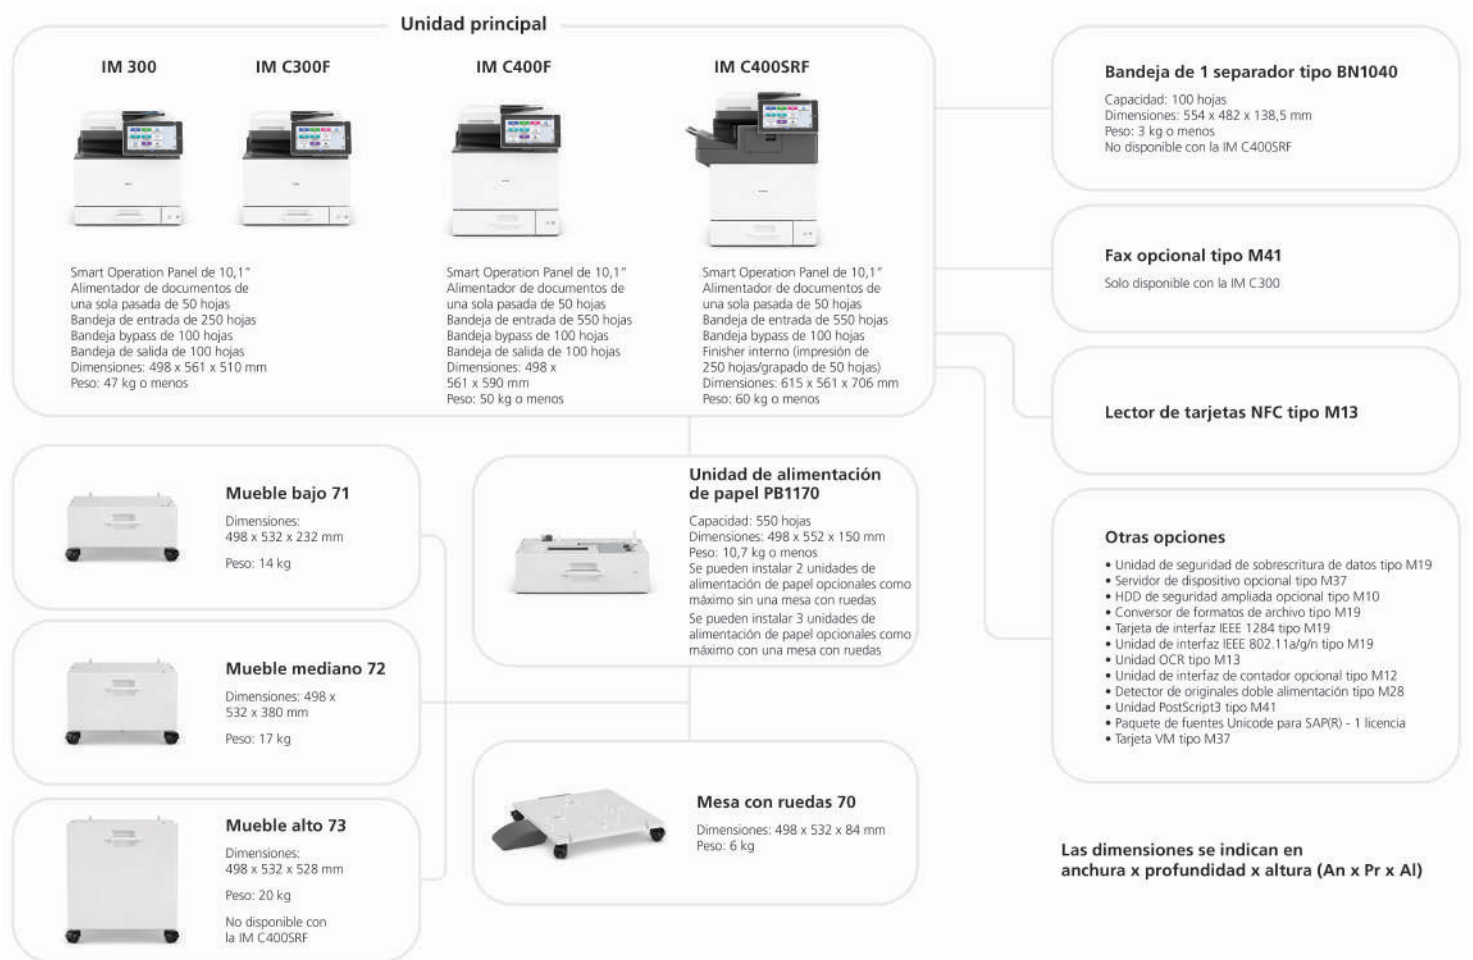 Unidad principal
IM 300
IM C300F
IM C400F
IM C400SRF
Smart Operation Panel de 10,1"
Alimentador de documentos de
una sola pasada de 50 hojas
Bandeja de entrada de 250 hojas
Bandeja bypass de 100 hojas
Bandeja de salida de 100 hojas
Dimensiones: 498 x 561 x 510 mm
Peso: 47 kg o menos
Smart Operation Panel de 10,1"
Alimentador de documentos de
una sola pasada de 50 hojas
Bandeja de entrada de 550 hojas
Bandeja bypass de 100 hojas
Bandeja de salida de 100 hojas
Dimensiones: 498 x
561 x 590 mm
Peso: 50 kg o menos
Smart Operation Panel de 10,1"
Alimentador de documentos de
una sola pasada de 50 hojas
Bandeja de entrada de 550 hojas
Bandeja bypass de 100 hojas
Finisher interno (impresión de
250 hojas/grapado de 50 hojas)
Dimensiones: 615 x 561 x 706 mm
Peso: 60 kg o menos
Bandeja de 1 separador tipo BN1040
Capacidad: 100 hojas
Dimensiones: 554 x 482 x 138,5 mm
Peso: 3 kg o menos
No disponible con la IM C400SRF
Fax opcional tipo M41
Solo disponible con la IM C300
Lector de tarjetas NFC tipo M13
Otras opciones
• Unidad de seguridad de sobrescritura de datos tipo M19
• Servidor de dispositivo opcional tipo M37
• HDD de seguridad ampliada opcional tipo M10
• Conversor de formatos de archivo tipo M19
• Tarjeta de interfaz IEEE 1284 tipo M19
• Unidad de interfaz IEEE 802.11a/g/n tipo M19
• Unidad OCR tipo M13
• Unidad de interfaz de contador opcional tipo M12
• Detector de originales doble alimentación tipo M28
• Unidad PostScript3 tipo M41
• Paquete de fuentes Unicode para SAP(R) - 1 licencia
• Tarjeta VM tipo M37
Mueble bajo 71
Dimensiones:
498 x 532 x 232 mm
Peso: 14 kg
Mueble mediano 72
Dimensiones: 498 x
532 x 380 mm
Peso: 17 kg
Mueble alto 73
Dimensiones:
498 x 532 x 528 mm
Peso: 20 kg
No disponible con
la IM C400SRF
Unidad de alimentación
de papel PB1170
Capacidad: 550 hojas
Dimensiones: 498 x 552 x 150 mm
Peso: 10,7 kg o menos
Se pueden instalar 2 unidades de
alimentación de papel opcionales como
máximo sin una mesa con ruedas
Se pueden instalar 3 unidades de
alimentación de papel opcionales como
máximo con una mesa con ruedas
Mesa con ruedas 70
Dimensiones: 498 x 532 x 84 mm
Peso: 6 kg
Las dimensiones se indican en
anchura x profundidad x altura (An x Pr x Al)